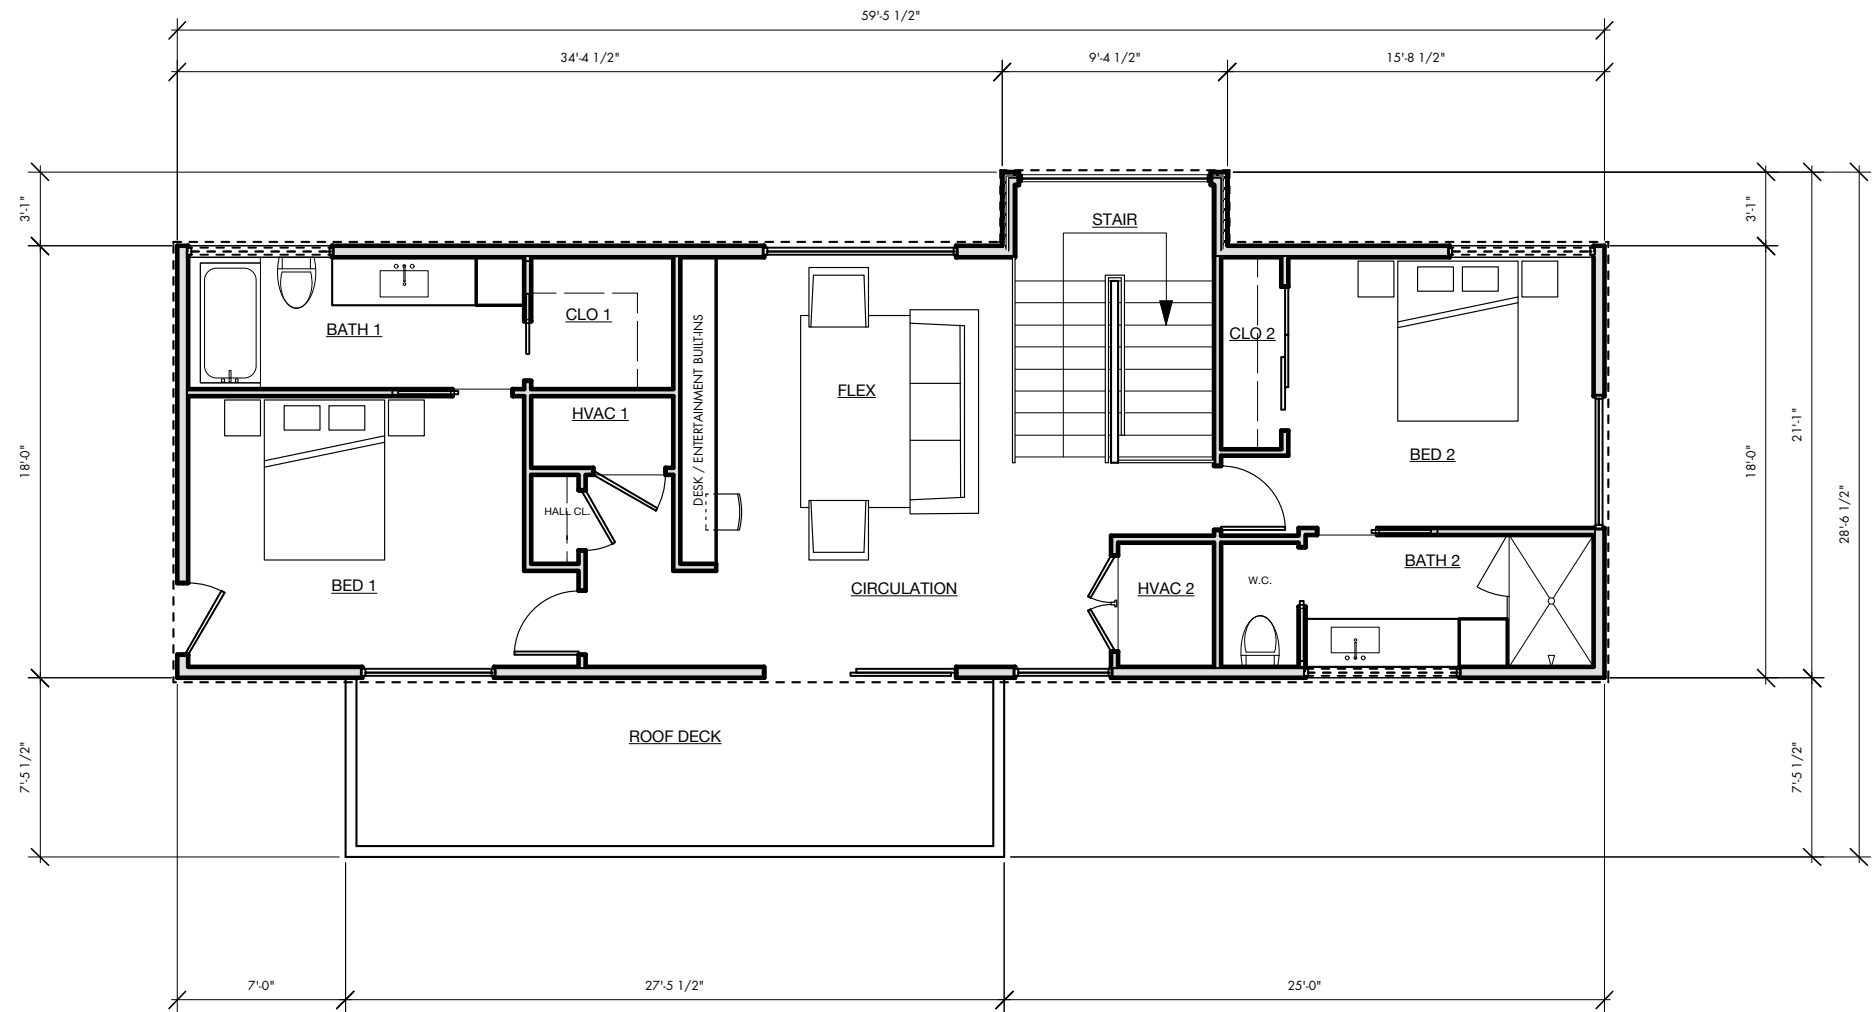 59'-5 1/2"
34'-4 1/2"
9'-4 1/2"
15'-8 1/2"
3'-1"
3'-1"
STAIR
CLO 1
BATH 1
CLO 2
DESK / ENTERTAINMENT BUILT-INS
FLEX
HVAC 1
21'-1"
18'-0"
BED 2
18'-0"
28'-6 1/2"
HALL CL.
BATH 2
W.C.
BED 1
CIRCULATION
HVAC 2
ROOF DECK
7'-5 1/2"
7'-5 1/2"
7'-0"
27'-5 1/2"
25'-0"